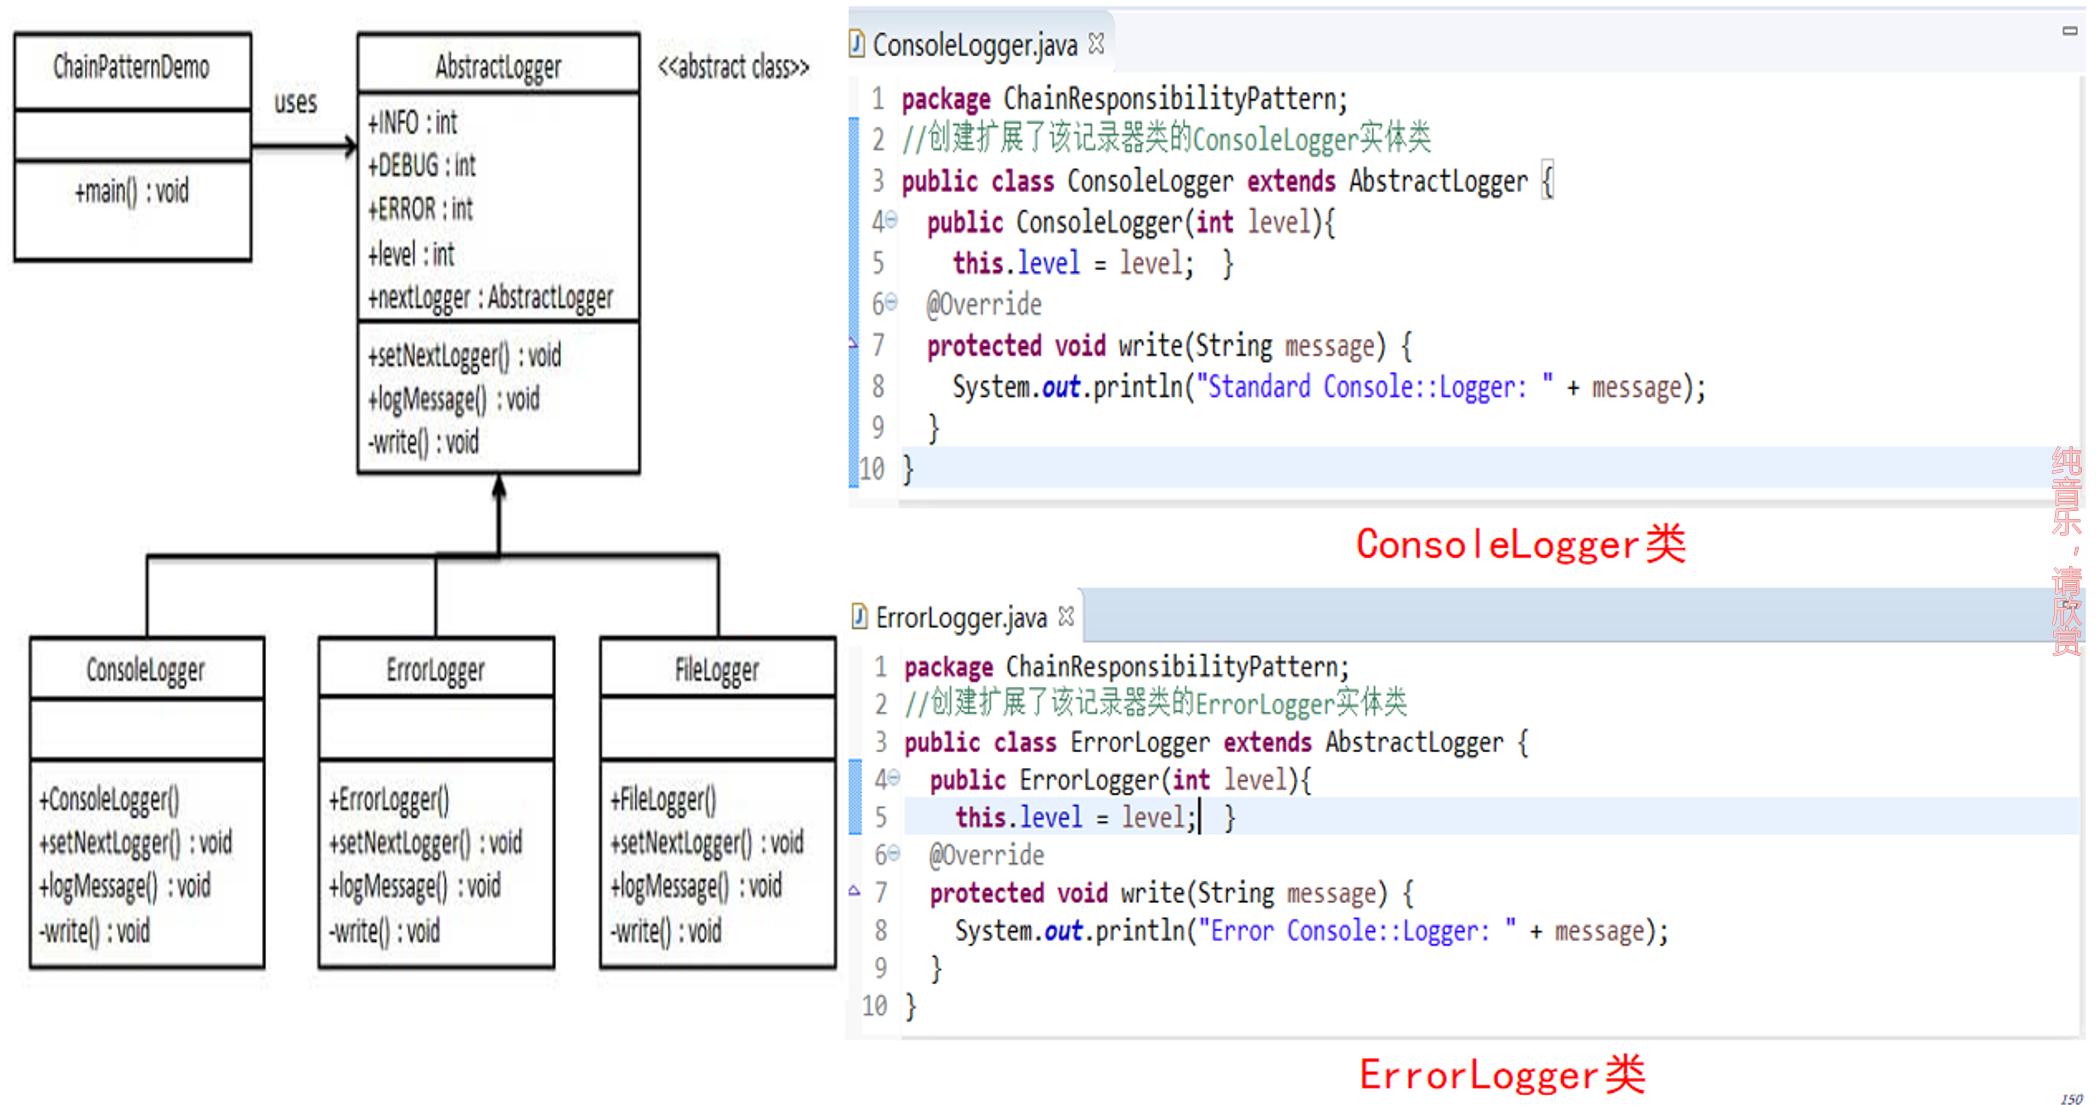 ChainPatternDemo
+main() : void
uses
AbstractLogger
<<abstract class>>
+INFO : int
+DEBUG : int
+ERROR : int
+level : int
+nextLogger : AbstractLogger
+setNextLogger() : void
+logMessage() : void
-write() : void
ConsoleLogger
+ConsoleLogger()
+setNextLogger() : void
+logMessage() : void
-write() : void
ErrorLogger
+ErrorLogger()
+setNextLogger() : void
+logMessage() : void
-write() : void
FileLogger
+FileLogger()
+setNextLogger() : void
+logMessage() : void
-write() : void
ConsoleLogger.java
1 package ChainResponsibilityPattern;
2 //创建扩展了该记录器类的ConsoleLogger实体类
3 public class ConsoleLogger extends AbstractLogger {
4 public ConsoleLogger(int level){
5 this.level = level; }
6 @Override
7 protected void write(String message) {
8 System.out.println("Standard Console::Logger: " + message);
9 }
10 }
ConsoleLogger类
ErrorLogger.java
1 package ChainResponsibilityPattern;
2 //创建扩展了该记录器类的ErrorLogger实体类
3 public class ErrorLogger extends AbstractLogger {
4 public ErrorLogger(int level){
5 this.level = level; }
6 @Override
7 protected void write(String message) {
8 System.out.println("Error Console::Logger: " + message);
9 }
10 }
ErrorLogger类
纯音乐，请欣赏
150